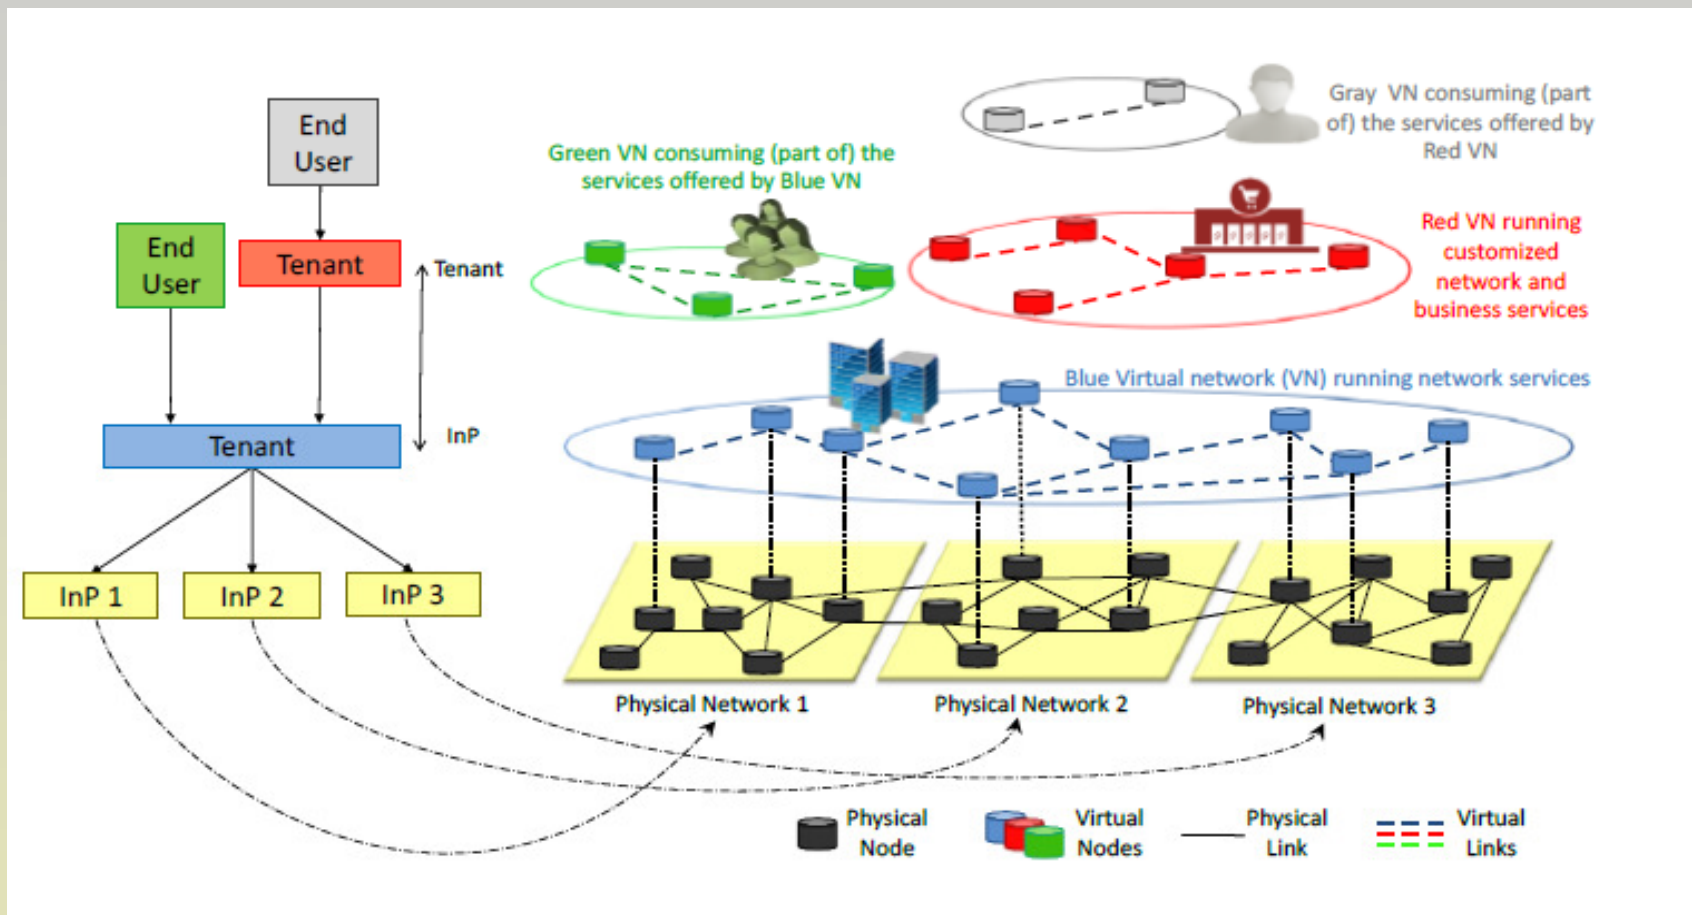 End
User
End
User
Tenant
Tenant
InP
Tenant
InP 1
InP 2
InP 3
Green VN consuming (part of) the
services offered by Blue VN
Gray VN consuming (part
of) the services offered by
Red VN
Red VN running
customized
network and
business services
Blue Virtual network (VN) running network services
Physical Network 1
Physical Network 2
Physical Network 3
Physical
Node
Virtual
Nodes
Physical
Link
Virtual
Links